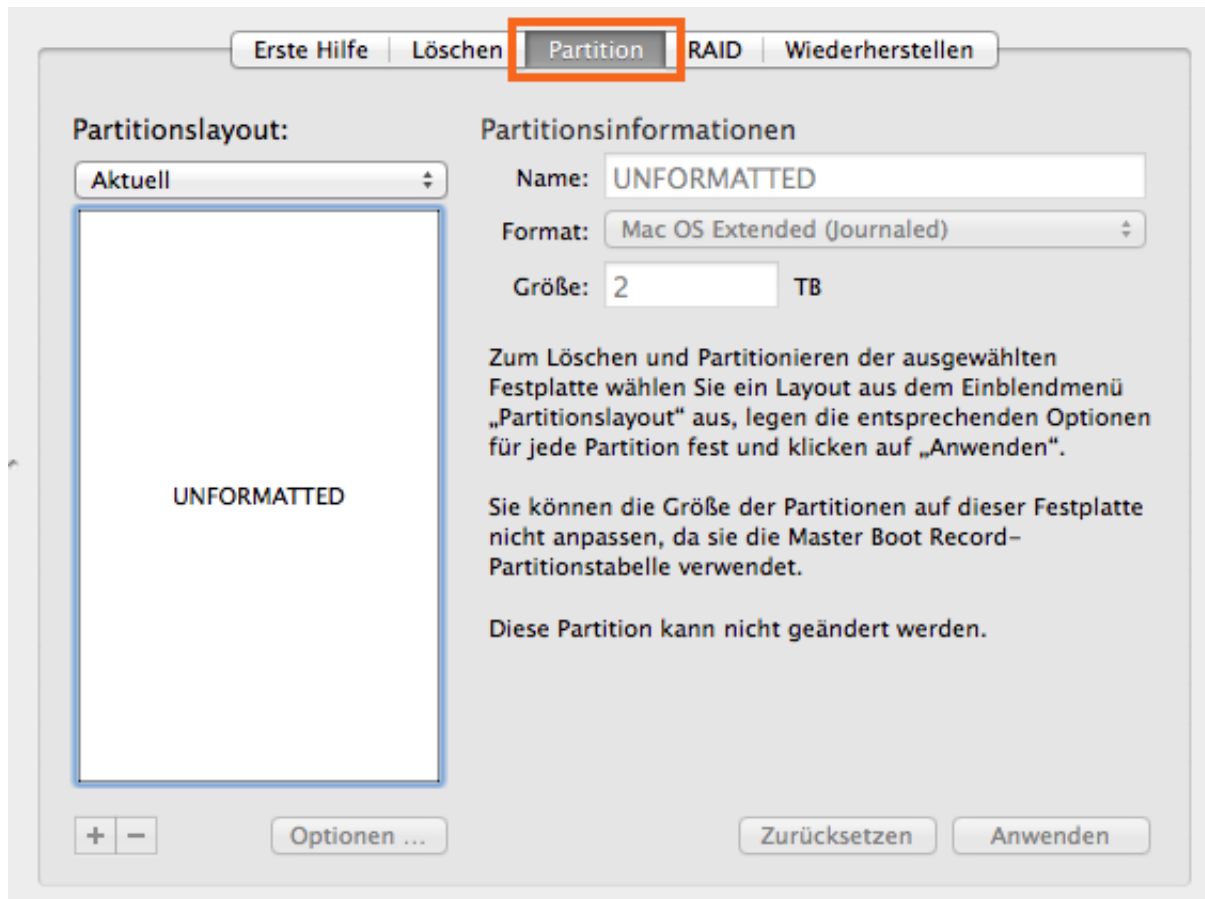 Erste Hilfe Löschen Partition RAID Wiederherstellen
Partitionslayout:
Aktuell
UNFORMATTED
+ −
Optionen ...
Partitionsinformationen
Name: UNFORMATTED
Format: Mac OS Extended (Journaled)
Größe: 2 TB
Zum Löschen und Partitionieren der ausgewählten
Festplatte wählen Sie ein Layout aus dem Einblendmenü
„Partitionslayout“ aus, legen die entsprechenden Optionen
für jede Partition fest und klicken auf „Anwenden“.
Sie können die Größe der Partitionen auf dieser Festplatte
nicht anpassen, da sie die Master Boot Record-
Partitionstabelle verwendet.
Diese Partition kann nicht geändert werden.
Zurücksetzen Anwenden